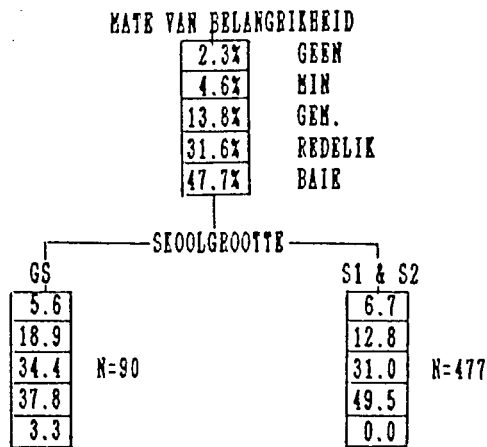 MATE VAN BELANGRIKHEID
2.3% GEEN
4.6% MIN
13.8% GEM.
31.6% REDELIK
47.7% BAIE
SKOOLGROOTTE
GS
5.6
18.9
34.4
37.8
3.3
N=90
S1 & S2
6.7
12.8
31.0
49.5
0.0
N=477